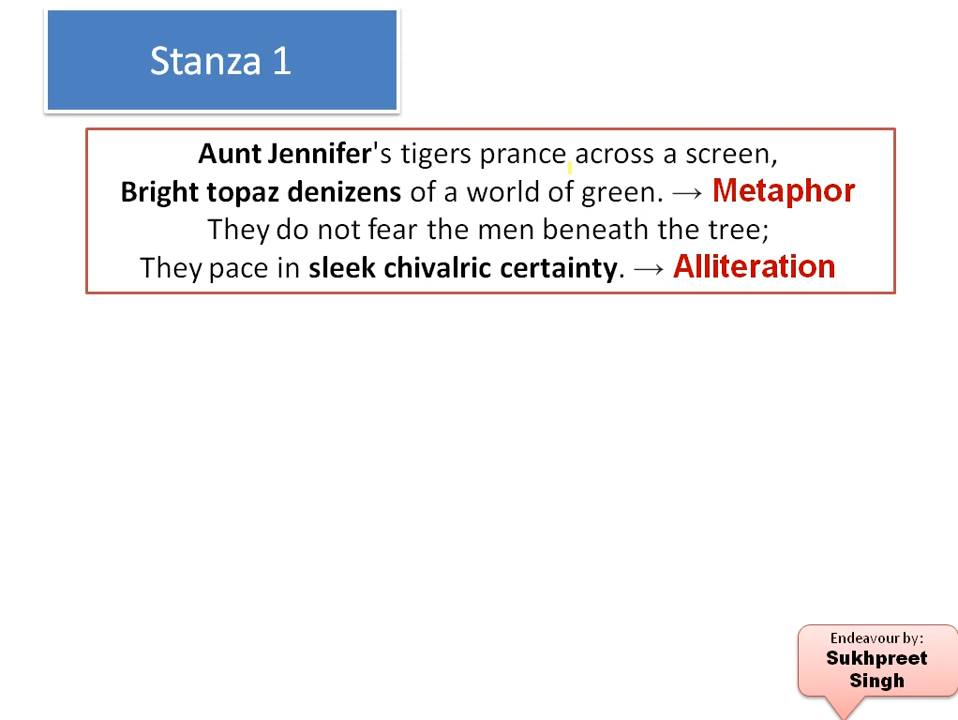 Stanza 1
Aunt Jennifer's tigers prance across a screen,
Bright topaz denizens of a world of green. → Metaphor
They do not fear the men beneath the tree;
They pace in sleek chivalric certainty. → Alliteration
Endeavour by:
Sukhpreet
Singh